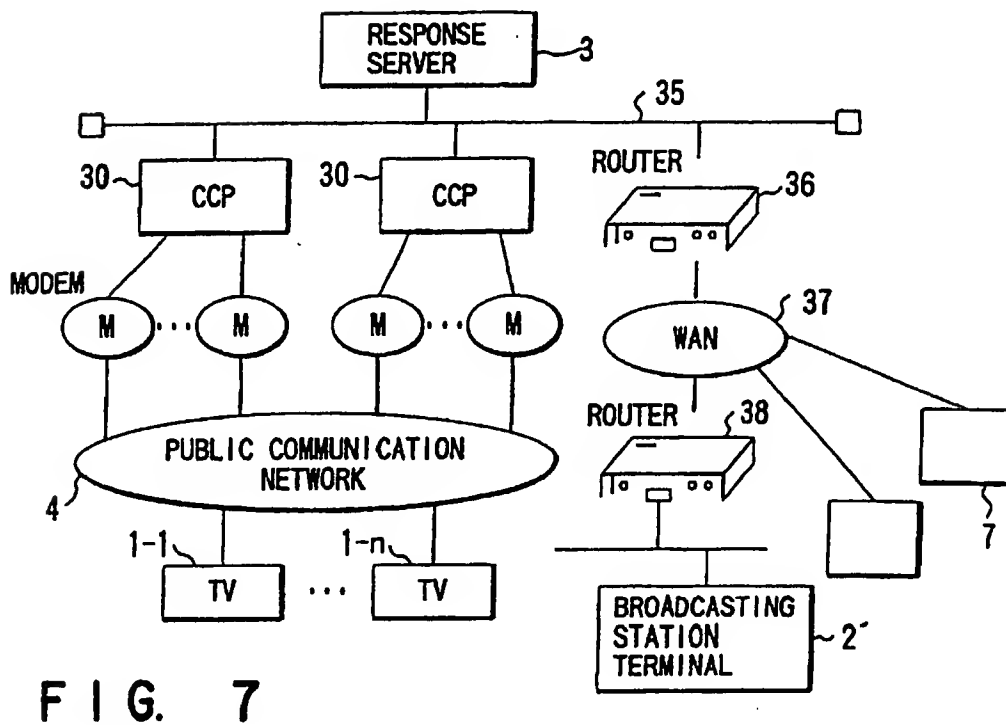 RESPONSE
SERVER
3
35
30
CCP
30
CCP
ROUTER
36
MODEM
M ··· M
M ··· M
WAN
37
ROUTER
38
PUBLIC COMMUNICATION
NETWORK
4
7
1-1
TV
···
1-n
TV
BROADCASTING
STATION
TERMINAL
2´
FIG. 7